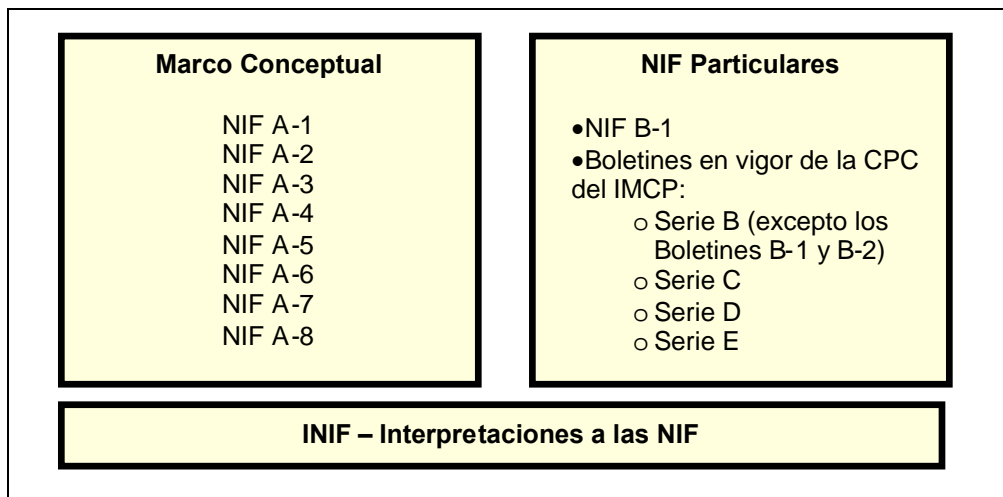 Marco Conceptual
NIF A-1
NIF A-2
NIF A-3
NIF A-4
NIF A-5
NIF A-6
NIF A-7
NIF A-8
NIF Particulares
•NIF B-1
•Boletines en vigor de la CPC
del IMCP:
o Serie B (excepto los
Boletines B-1 y B-2)
o Serie C
o Serie D
o Serie E
INIF – Interpretaciones a las NIF